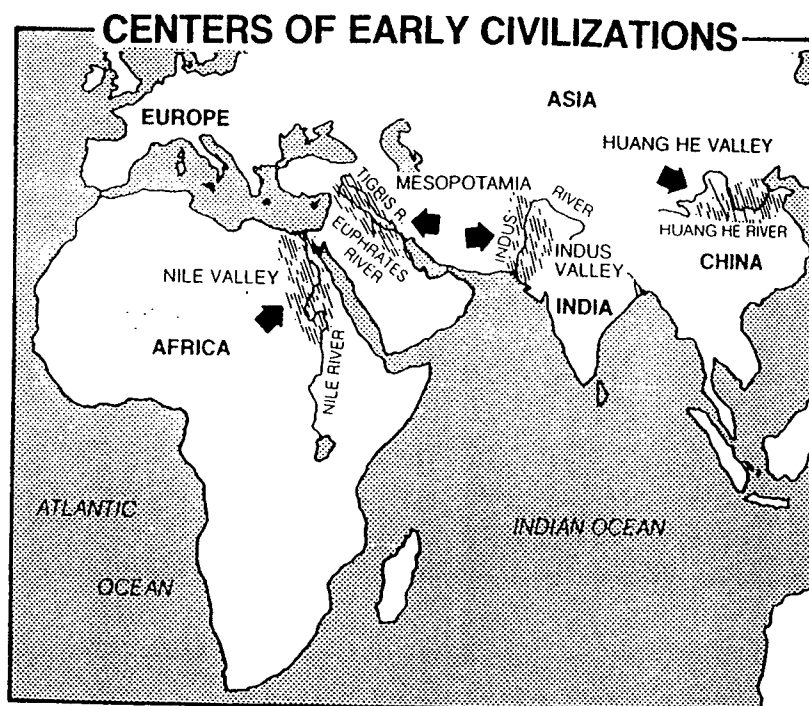 CENTERS OF EARLY CIVILIZATIONS
ASIA
EUROPE
HUANG HE VALLEY
TIGRIS R.
MESOPOTAMIA
RIVER
INDUS
EUPHRATES
RIVER
HUANG HE RIVER
INDUS
VALLEY
CHINA
NILE VALLEY
INDIA
AFRICA
NILE RIVER
ATLANTIC
OCEAN
INDIAN OCEAN